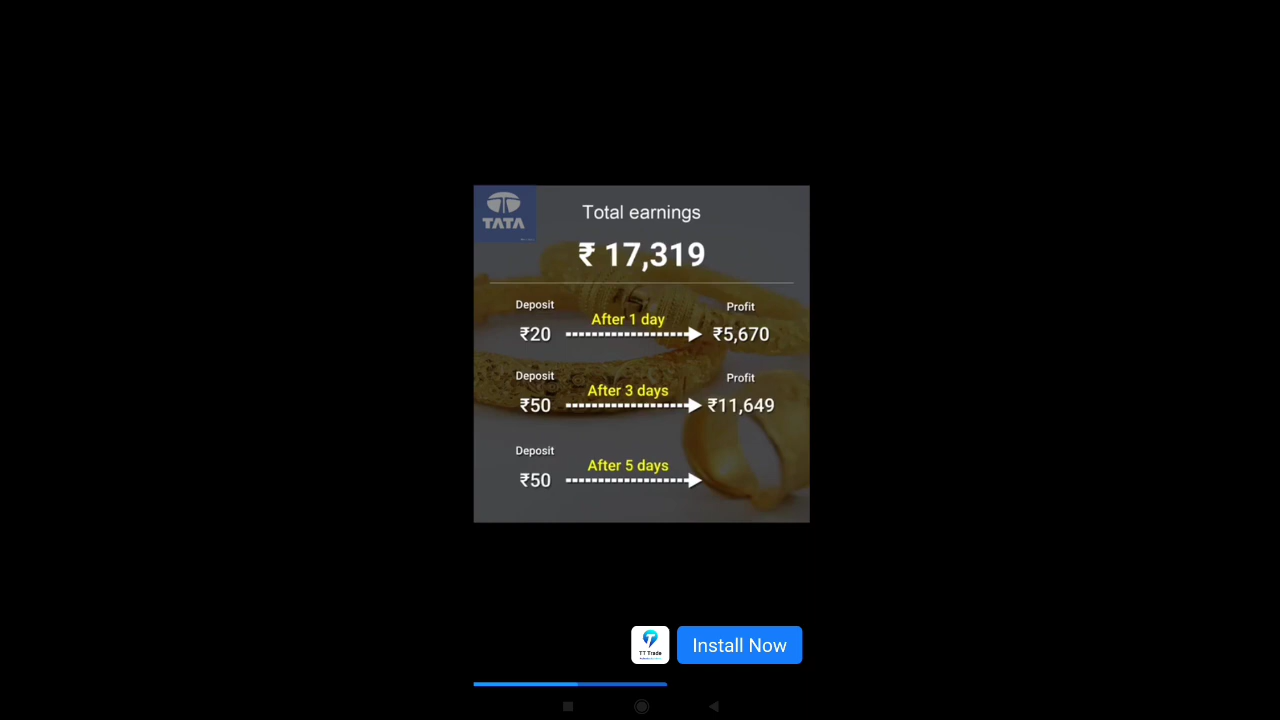 TATA
Total earnings
₹ 17,319
Deposit
Profit
After 1 day
₹20
₹5,670
Deposit
Profit
After 3 days
₹50
₹11,649
Deposit
After 5 days
₹50
TT Trade
Install Now